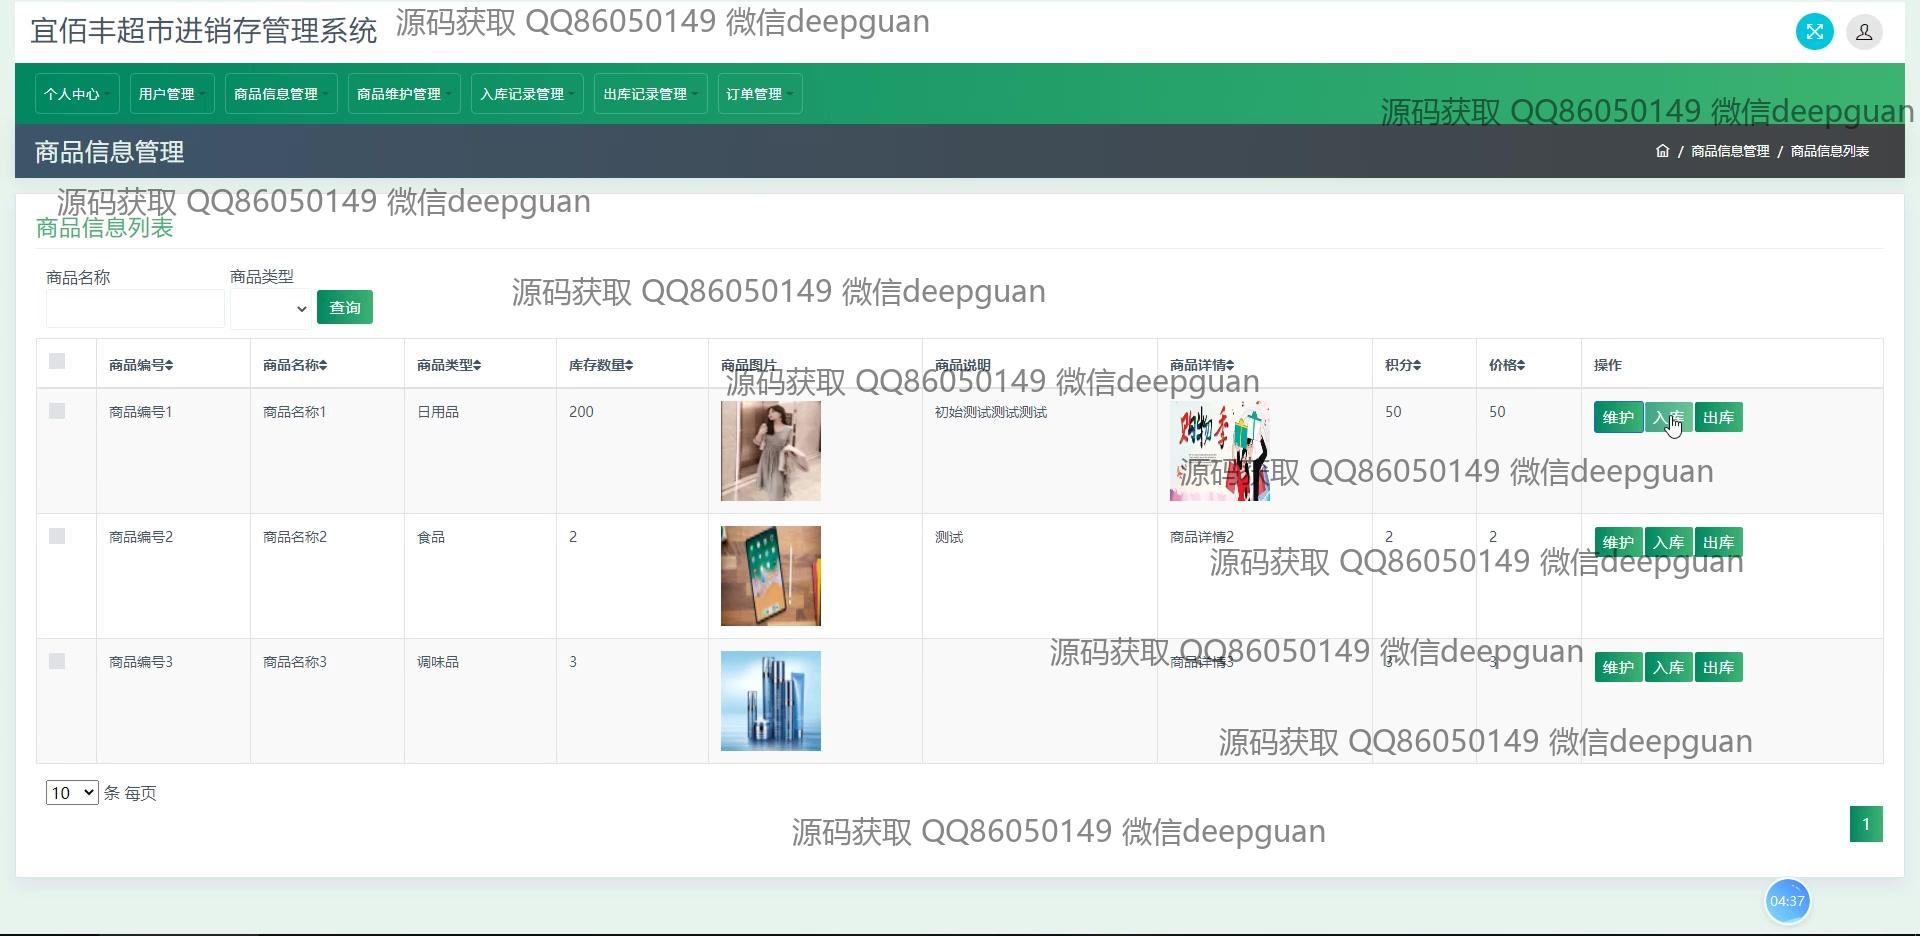 宜佰丰超市进销存管理系统
源码获取 QQ86050149 微信deepguan
个人中心 用户管理 商品信息管理 商品维护管理 入库记录管理 出库记录管理 订单管理
源码获取 QQ86050149 微信deepguan
商品信息管理
/ 商品信息管理 / 商品信息列表
源码获取 QQ86050149 微信deepguan
商品信息列表
商品名称 商品类型
查询
源码获取 QQ86050149 微信deepguan
商品编号 商品名称 商品类型 库存数量 商品图片 商品说明 商品详情 积分 价格 操作
源码获取 QQ86050149 微信deepguan
商品编号1 商品名称1 日用品 200 初始测试测试测试 50 50 维护 入库 出库
购物季
源码获取 QQ86050149 微信deepguan
商品编号2 商品名称2 食品 2 测试 商品详情2 2 2 维护 入库 出库
源码获取 QQ86050149 微信deepguan
商品编号3 商品名称3 调味品 3 商品详情3 3 3 维护 入库 出库
源码获取 QQ86050149 微信deepguan
源码获取 QQ86050149 微信deepguan
10 条 每页
源码获取 QQ86050149 微信deepguan
1
04:37